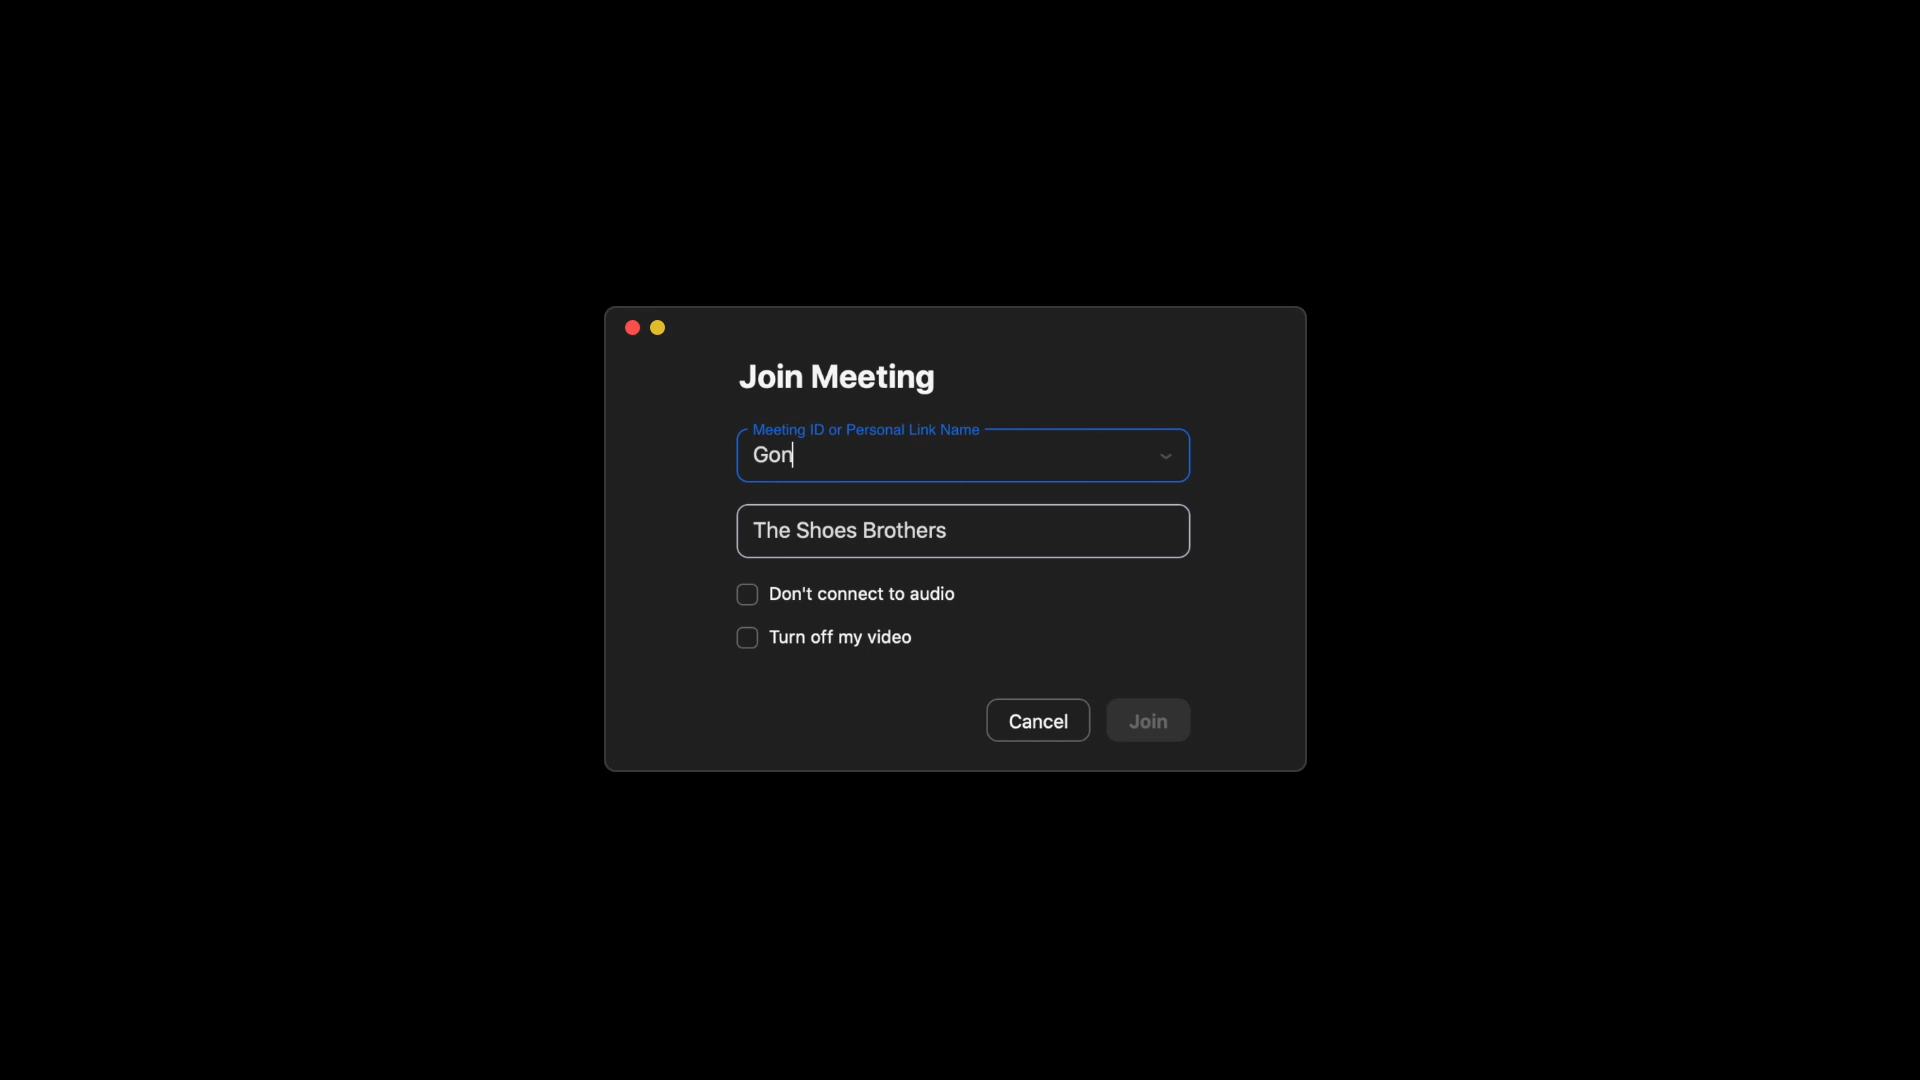 Join Meeting
Meeting ID or Personal Link Name
Gon
The Shoes Brothers
Don't connect to audio
Turn off my video
Cancel
Join